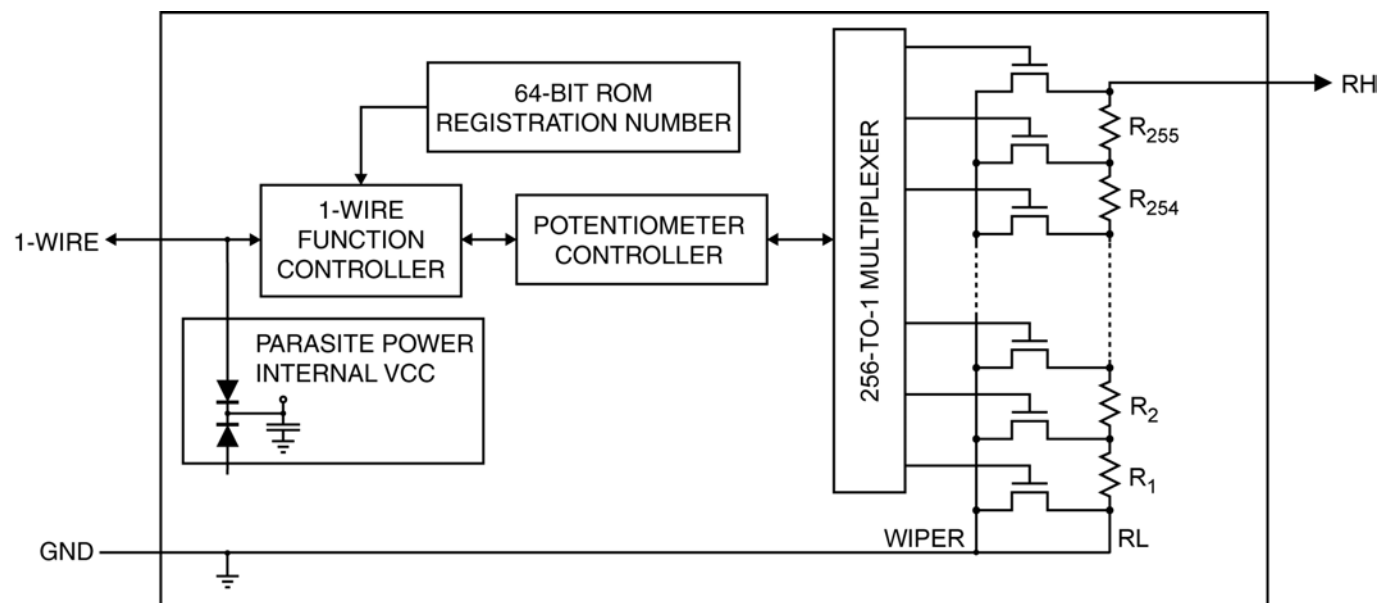 64-BIT ROM
REGISTRATION NUMBER
1-WIRE
1-WIRE
FUNCTION
CONTROLLER
POTENTIOMETER
CONTROLLER
256-TO-1 MULTIPLEXER
PARASITE POWER
INTERNAL VCC
GND
WIPER
RL
RH
R255
R254
R2
R1